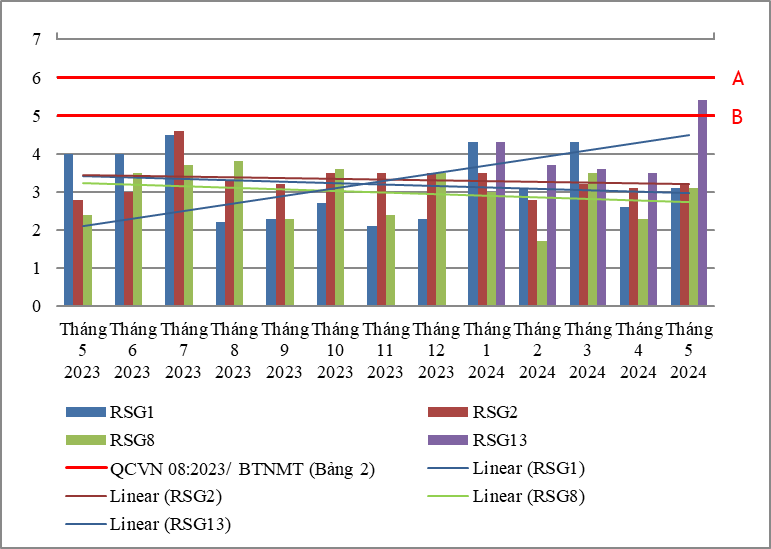 7
6
A
5
B
4
3
2
1
0
Tháng 5 2023
Tháng 6 2023
Tháng 7 2023
Tháng 8 2023
Tháng 9 2023
Tháng 10 2023
Tháng 11 2023
Tháng 12 2023
Tháng 1 2024
Tháng 2 2024
Tháng 3 2024
Tháng 4 2024
Tháng 5 2024
RSG1
RSG2
RSG8
RSG13
QCVN 08:2023/ BTNMT (Bảng 2)
Linear (RSG1)
Linear (RSG2)
Linear (RSG8)
Linear (RSG13)